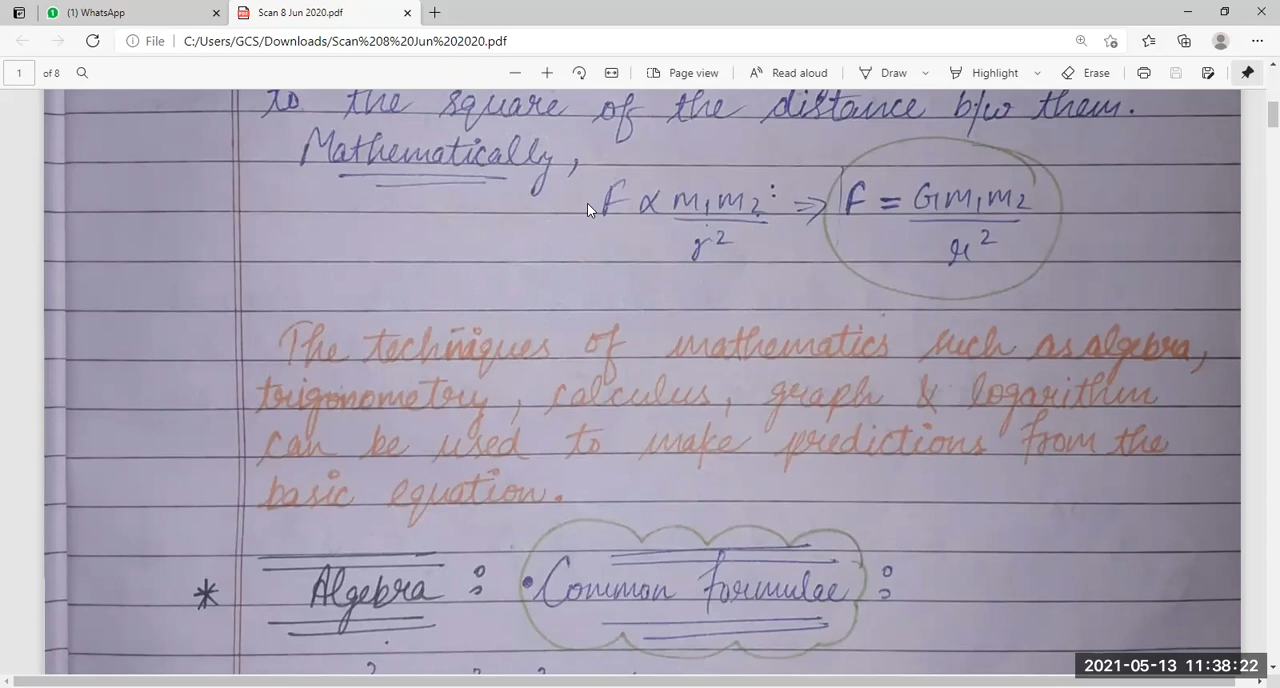 (1) WhatsApp
Scan 8 Jun 2020.pdf
File
C:/Users/GCS/Downloads/Scan%208%20Jun%202020.pdf
1 of 8
Page view
Read aloud
Draw
Highlight
Erase
to the square of the distance b/w them.
Mathematically,
F ∝ m₁m₂/r² : ⇒ F = Gm₁m₂/r²
The techniques of mathematics such as algebra,
trigonometry, calculus, graph & logarithm
can be used to make predictions from the
basic equation.
* Algebra : • Common formulae :
2021-05-13 11:38:22